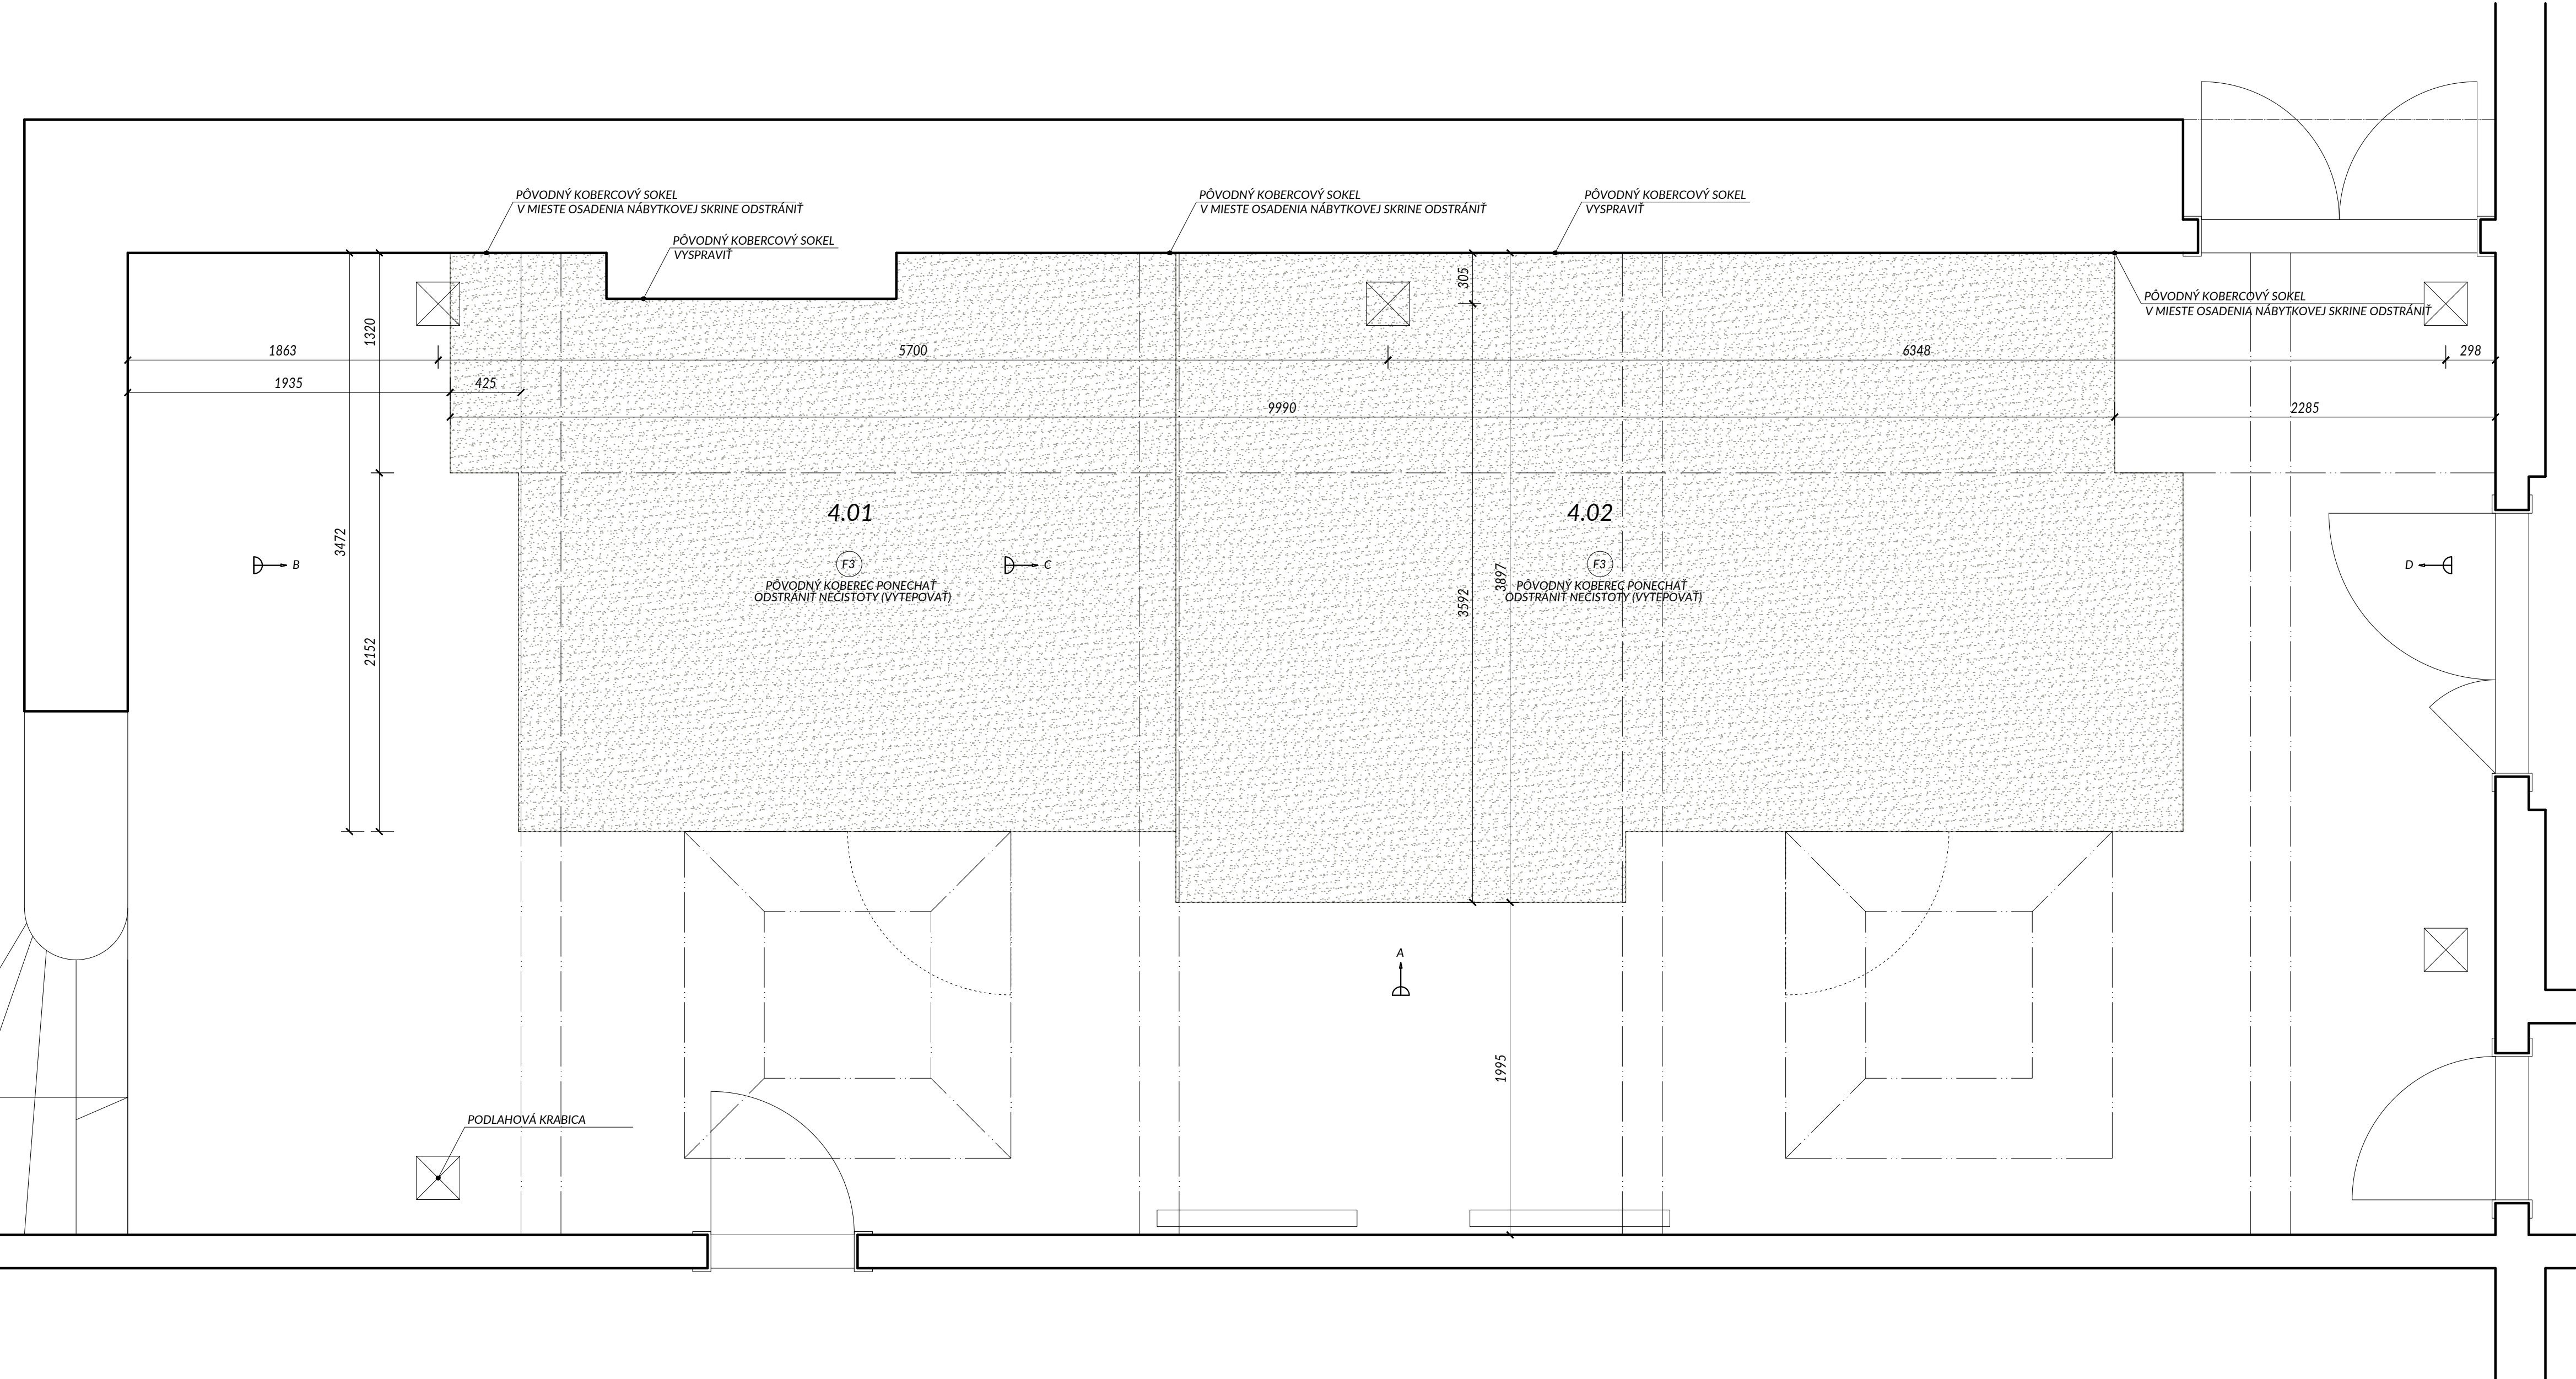 PÔVODNÝ KOBERCOVÝ SOKEL
V MIESTE OSADENIA NÁBYTKOVEJ SKRINE ODSTRÁNIŤ
PÔVODNÝ KOBERCOVÝ SOKEL
V MIESTE OSADENIA NÁBYTKOVEJ SKRINE ODSTRÁNIŤ
PÔVODNÝ KOBERCOVÝ SOKEL
VYSPRAVIŤ
PÔVODNÝ KOBERCOVÝ SOKEL
VYSPRAVIŤ
PÔVODNÝ KOBERCOVÝ SOKEL
V MIESTE OSADENIA NÁBYTKOVEJ SKRINE ODSTRÁNIŤ
305
1320
1863
5700
6348
298
1935
425
9990
2285
4.01
4.02
3472
B
F3
C
F3
D
PÔVODNÝ KOBEREC PONECHAŤ
ODSTRÁNIŤ NEČISTOTY (VYTEPOVAŤ)
3592
3897
PÔVODNÝ KOBEREC PONECHAŤ
ODSTRÁNIŤ NEČISTOTY (VYTEPOVAŤ)
2152
A
1995
PODLAHOVÁ KRABICA